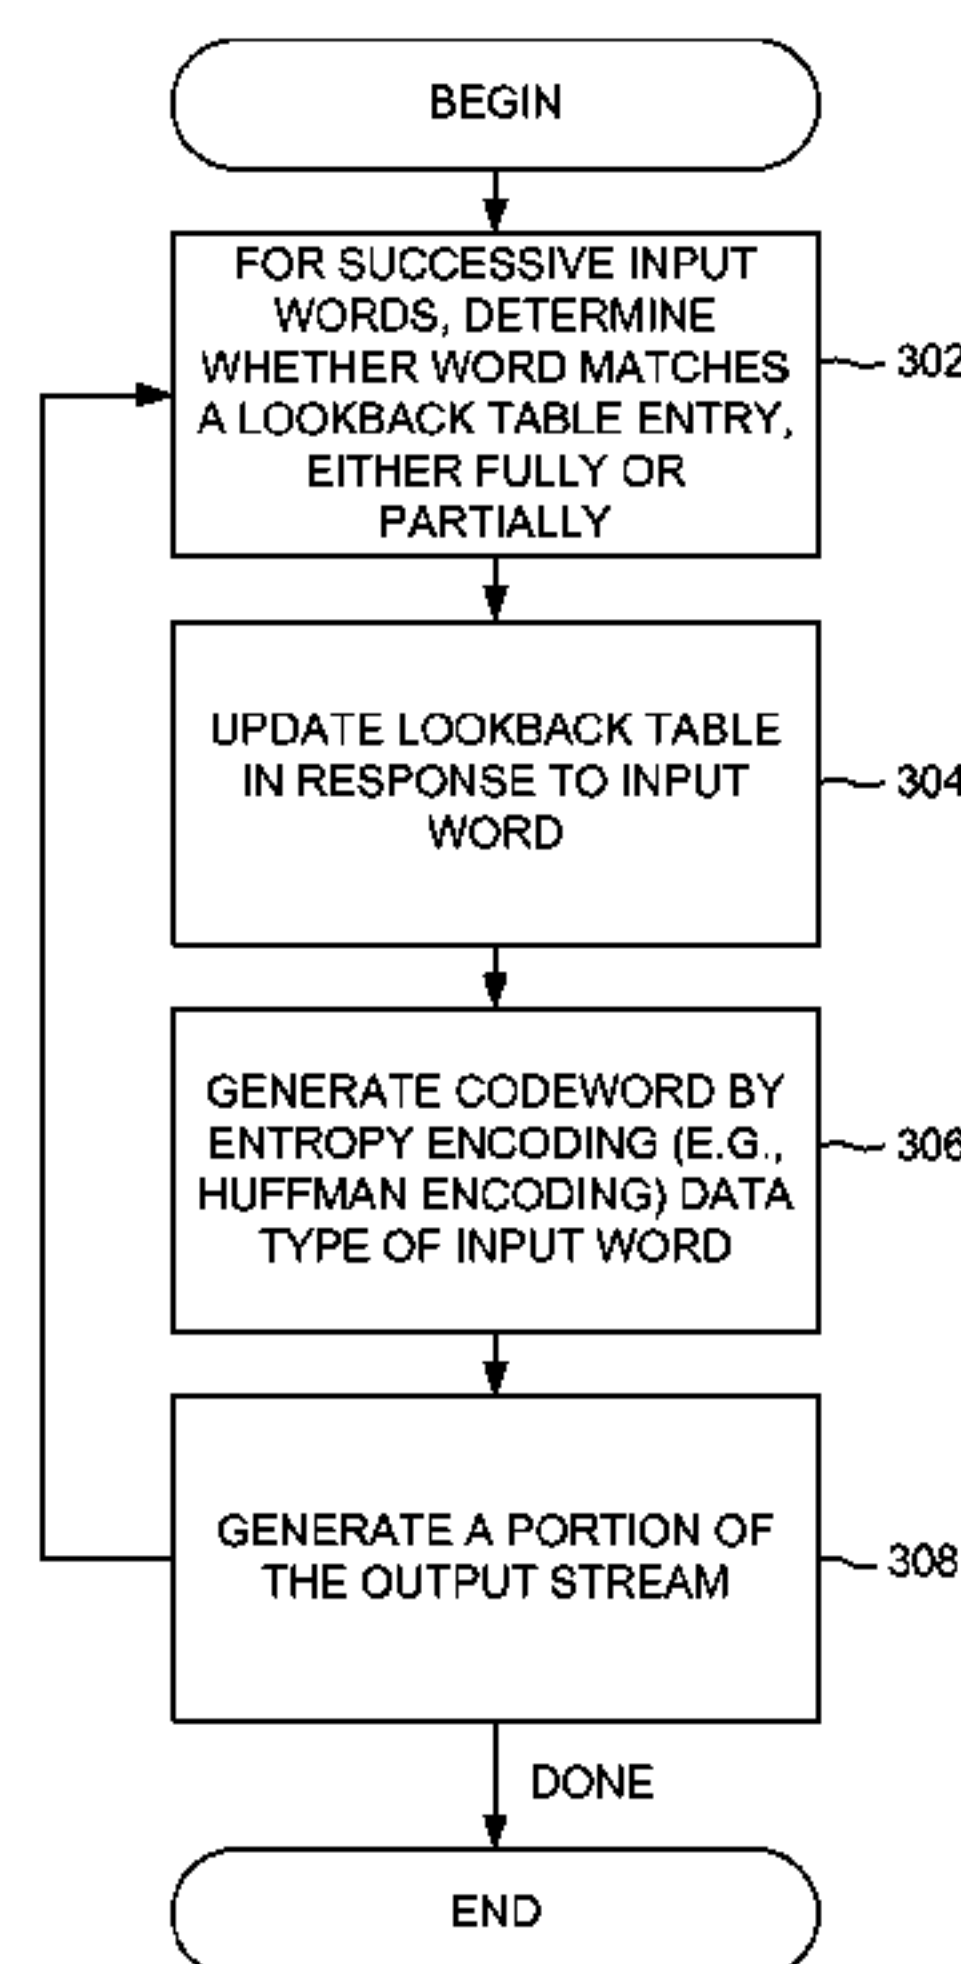 BEGIN
FOR SUCCESSIVE INPUT
WORDS, DETERMINE
WHETHER WORD MATCHES
A LOOKBACK TABLE ENTRY,
EITHER FULLY OR
PARTIALLY
302
UPDATE LOOKBACK TABLE
IN RESPONSE TO INPUT
WORD
304
GENERATE CODEWORD BY
ENTROPY ENCODING (E.G.,
HUFFMAN ENCODING) DATA
TYPE OF INPUT WORD
306
GENERATE A PORTION OF
THE OUTPUT STREAM
308
DONE
END